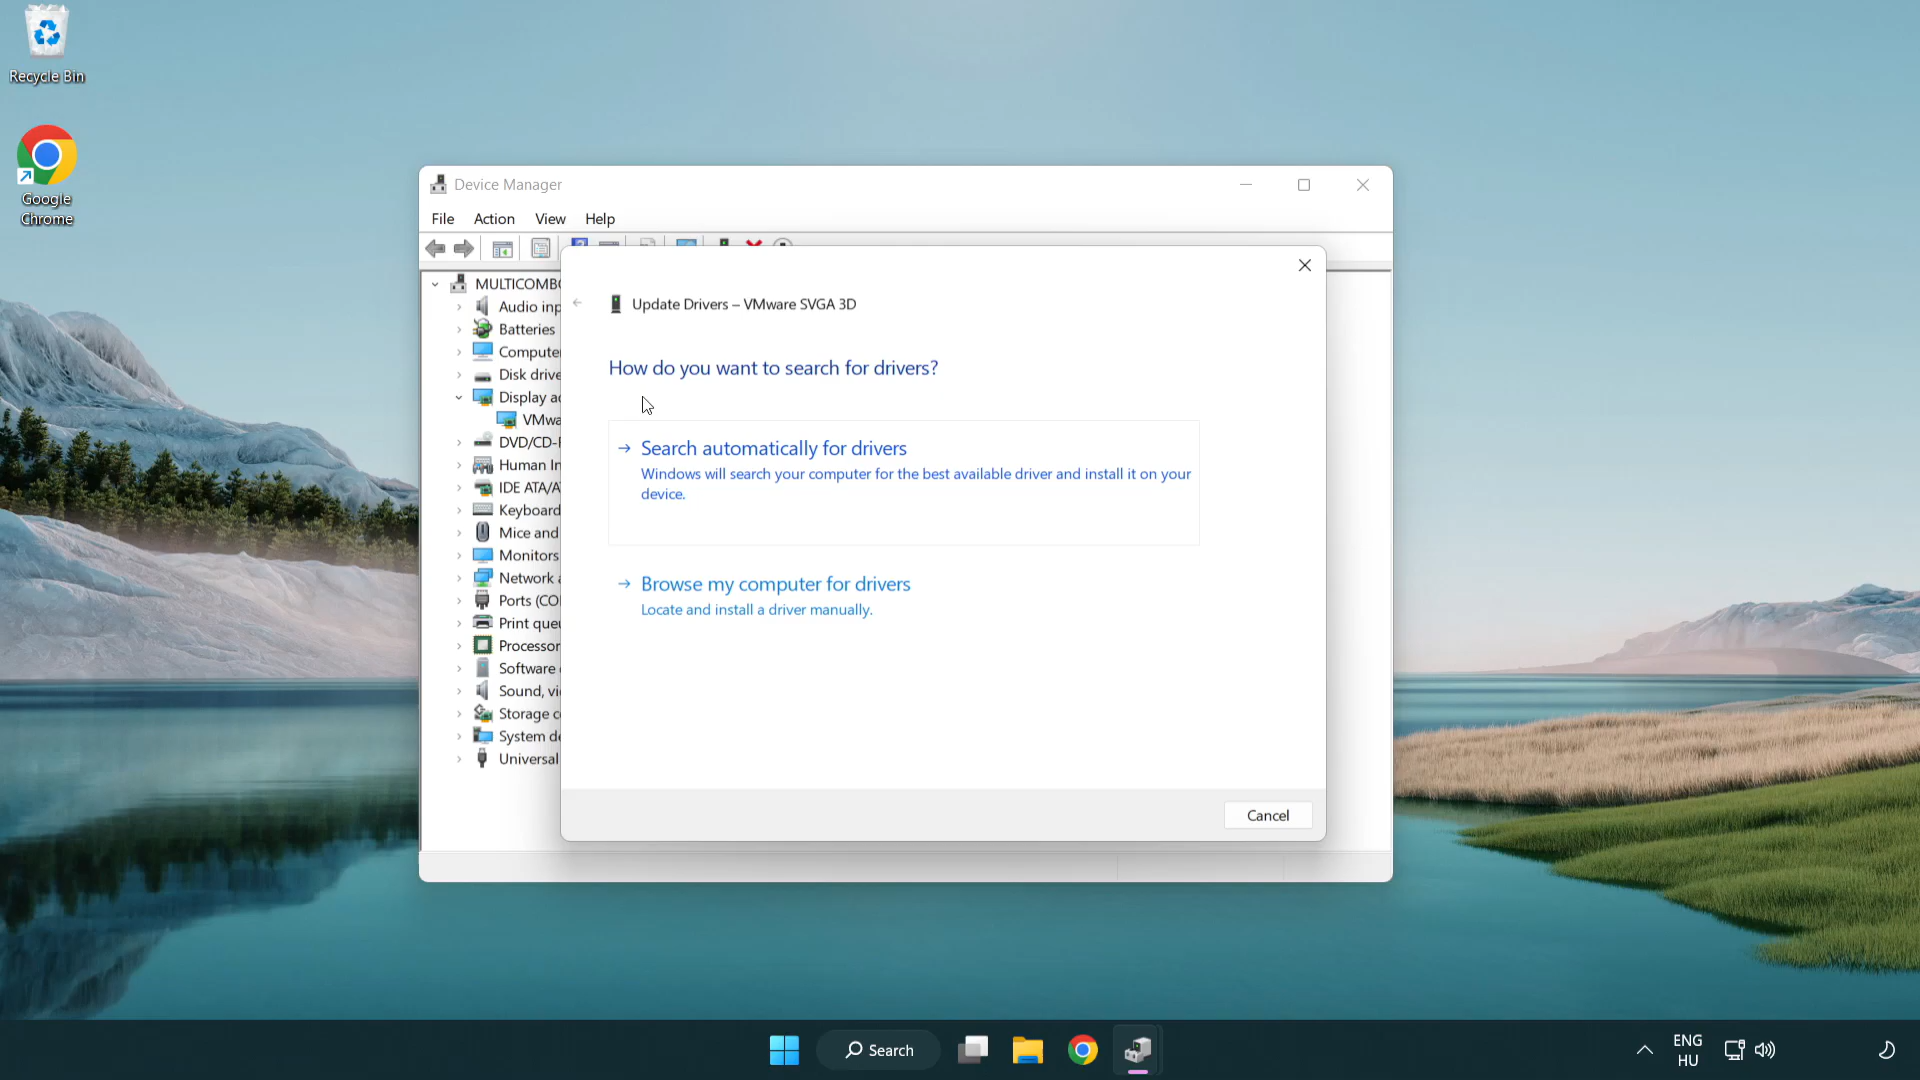 Recycle Bin
Google
Chrome
Device Manager
File Action View Help
MULTICOMBO
Audio inp
Batteries
Compute
Disk drive
Display a
VMwa
DVD/CD-
Human In
IDE ATA/A
Keyboard
Mice and
Monitors
Network a
Ports (CO
Print que
Processor
Software
Sound, vi
Storage c
System de
Universal
Update Drivers – VMware SVGA 3D
How do you want to search for drivers?
Search automatically for drivers
Windows will search your computer for the best available driver and install it on your
device.
Browse my computer for drivers
Locate and install a driver manually.
Cancel
Search
ENG
HU